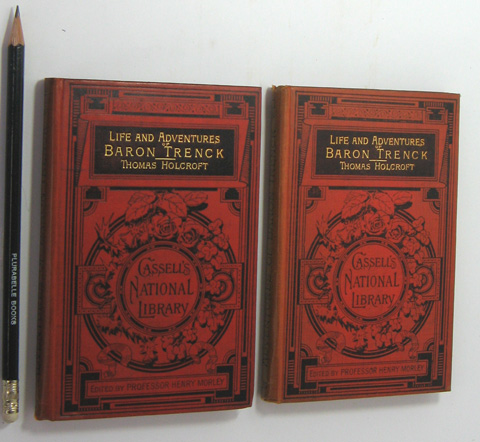 PLURABELLE BOOKS
LIFE AND ADVENTURES
OF
BARON TRENCK
THOMAS HOLCROFT
CASSELL'S
NATIONAL
LIBRARY
EDITED BY PROFESSOR HENRY MORLEY
LIFE AND ADVENTURES
OF
BARON TRENCK
THOMAS HOLCROFT
CASSELL'S
NATIONAL
LIBRARY
EDITED BY PROFESSOR HENRY MORLEY